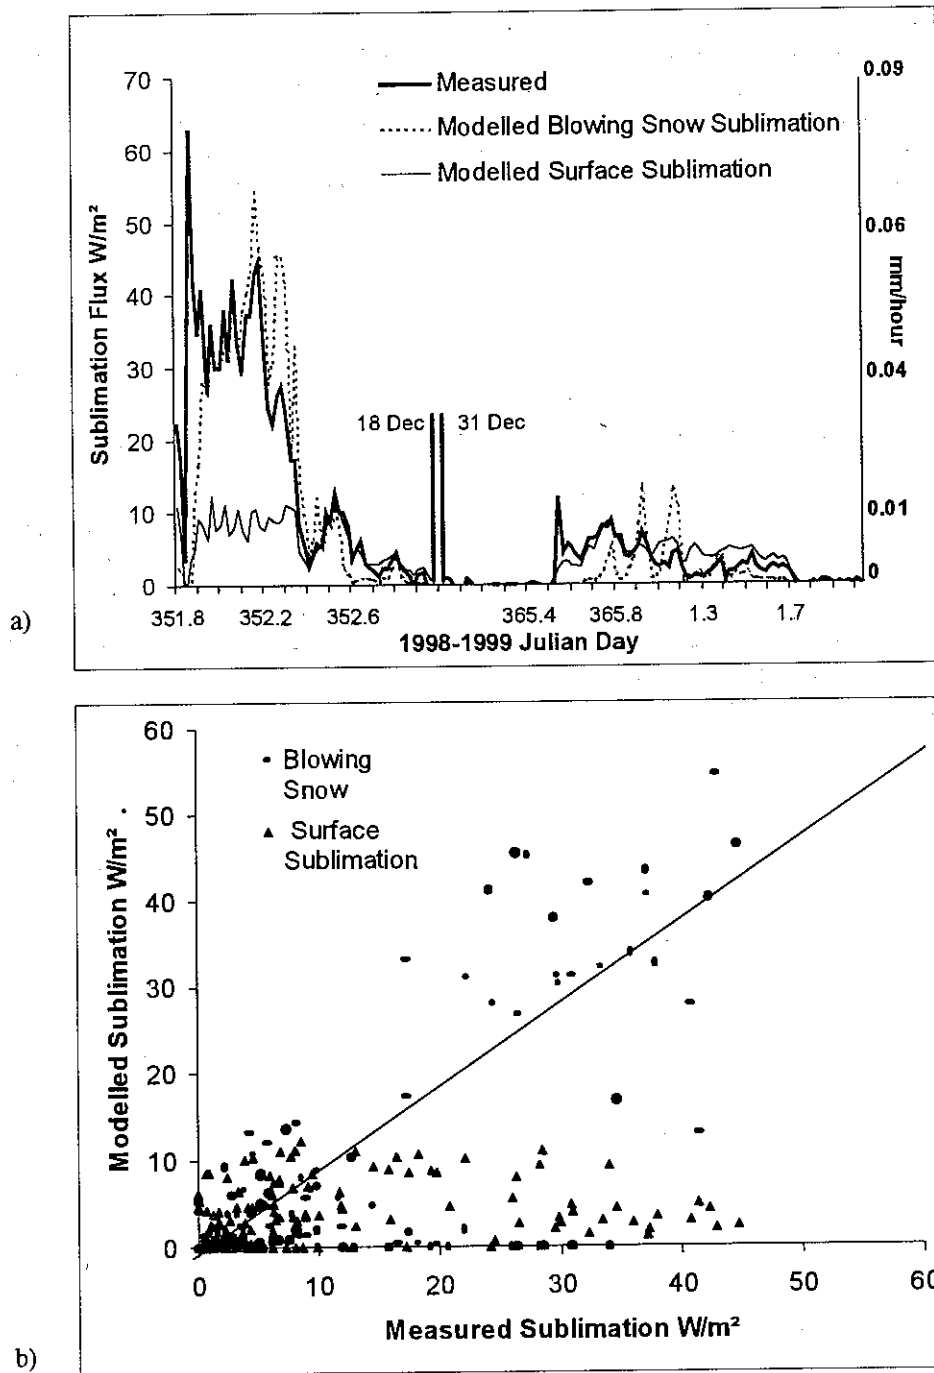 70
60
50
40
30
20
10
0
Sublimation Flux W/m²
Measured
Modelled Blowing Snow Sublimation
Modelled Surface Sublimation
0.09
0.06
mm/hour
0.04
0.01
0
18 Dec
31 Dec
351.8 352.2 352.6 365.4 365.8 1.3 1.7
1998-1999 Julian Day
a)
60
50
40
30
20
10
0
Modelled Sublimation W/m²
Blowing
Snow
Surface
Sublimation
0 10 20 30 40 50 60
Measured Sublimation W/m²
b)